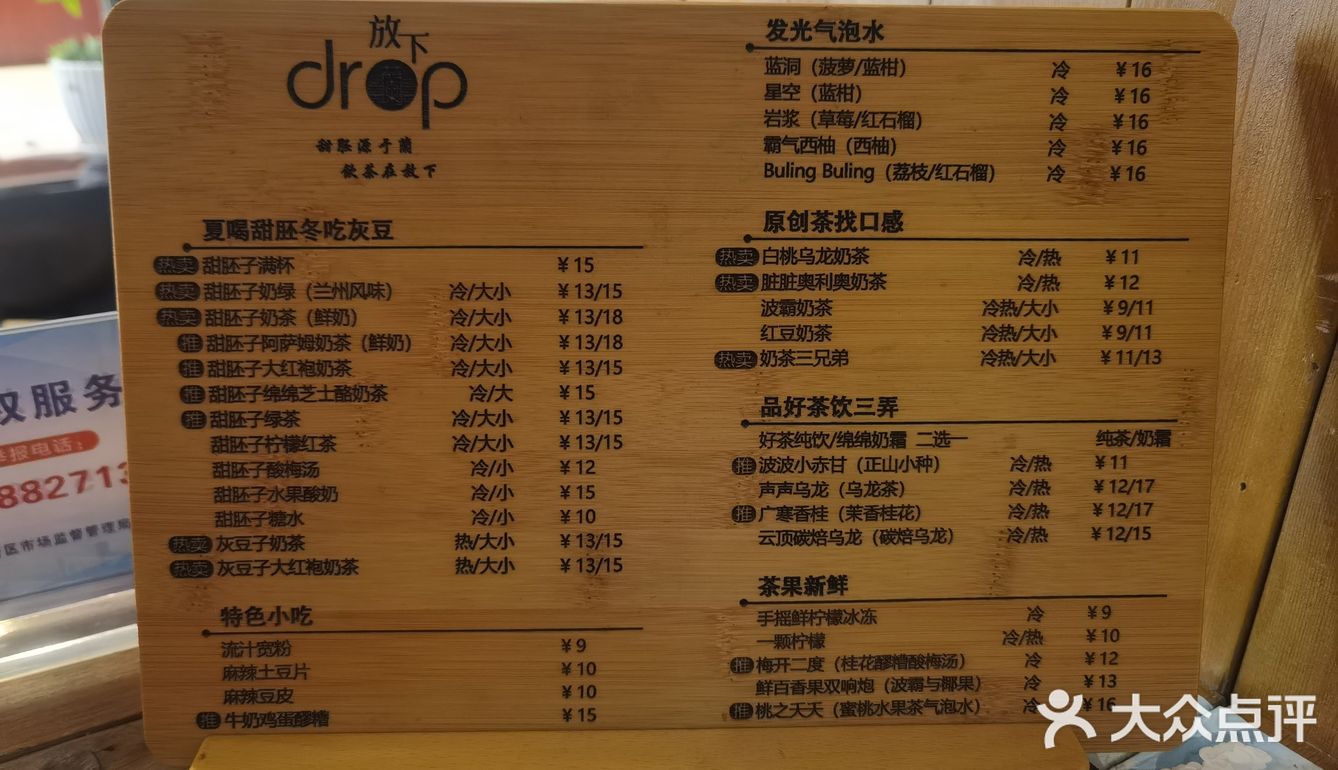 放下
drop
甜胚源于蘭
饮茶在放下
夏喝甜胚冬吃灰豆
热卖 甜胚子满杯 ¥15
热卖 甜胚子奶绿（兰州风味） 冷/大小 ¥13/15
热卖 甜胚子奶茶（鲜奶） 冷/大小 ¥13/18
推 甜胚子阿萨姆奶茶（鲜奶） 冷/大小 ¥13/18
推 甜胚子大红袍奶茶 冷/大小 ¥13/15
推 甜胚子绵绵芝士酪奶茶 冷/大 ¥15
推 甜胚子绿茶 冷/大小 ¥13/15
甜胚子柠檬红茶 冷/大小 ¥13/15
甜胚子酸梅汤 冷/小 ¥12
甜胚子水果酸奶 冷/小 ¥15
甜胚子糖水 冷/小 ¥10
热卖 灰豆子奶茶 热/大小 ¥13/15
热卖 灰豆子大红袍奶茶 热/大小 ¥13/15
特色小吃
流汁宽粉 ¥9
麻辣土豆片 ¥10
麻辣豆皮 ¥10
推 牛奶鸡蛋醪糟 ¥15
发光气泡水
蓝洞（菠萝/蓝柑） 冷 ¥16
星空（蓝柑） 冷 ¥16
岩浆（草莓/红石榴） 冷 ¥16
霸气西柚（西柚） 冷 ¥16
Buling Buling（荔枝/红石榴） 冷 ¥16
原创茶找口感
热卖 白桃乌龙奶茶 冷/热 ¥11
热卖 脏脏奥利奥奶茶 冷/热 ¥12
波霸奶茶 冷热/大小 ¥9/11
红豆奶茶 冷热/大小 ¥9/11
热卖 奶茶三兄弟 冷热/大小 ¥11/13
品好茶饮三弄
好茶纯饮/绵绵奶霜 二选一 纯茶/奶霜
推 波波小赤甘（正山小种） 冷/热 ¥11
声声乌龙（乌龙茶） 冷/热 ¥12/17
推 广寒香桂（茉香桂花） 冷/热 ¥12/17
云顶碳焙乌龙（碳焙乌龙） 冷/热 ¥12/15
茶果新鲜
手摇鲜柠檬冰冻 冷 ¥9
一颗柠檬 冷/热 ¥10
推 梅开二度（桂花醪糟酸梅汤） 冷 ¥12
鲜百香果双响炮（波霸与椰果） 冷 ¥13
推 桃之夭夭（蜜桃水果茶气泡水） 冷 ¥16
权服务
举报电话：
882713
区市场监督管理局
大众点评